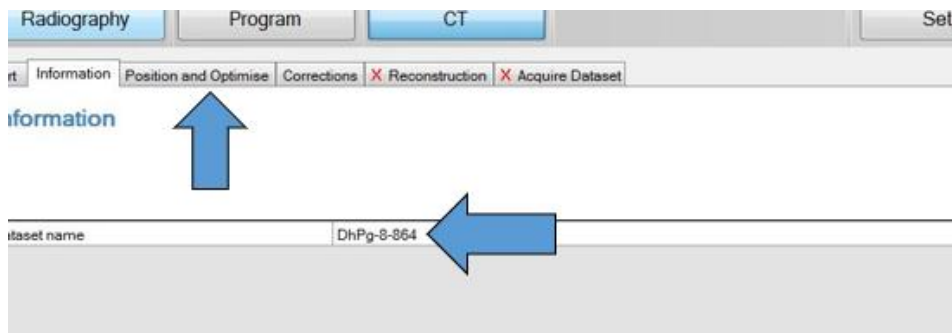 Radiography Program CT Set
rt Information Position and Optimise Corrections X Reconstruction X Acquire Dataset
nformation
ataset name DhPg-8-864